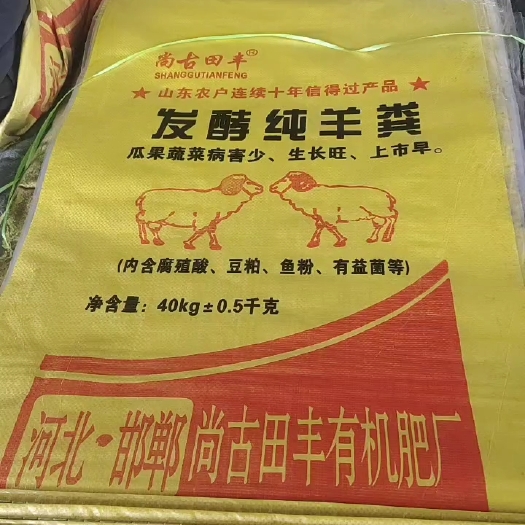 尚古田丰®
SHANGGUTIANFENG
★ 山东农户连续十年信得过产品 ★
发酵纯羊粪
瓜果蔬菜病害少、生长旺、上市早。
(内含腐殖酸、豆粕、鱼粉、有益菌等)
净含量：40kg±0.5千克
河北·邯郸尚古田丰有机肥厂